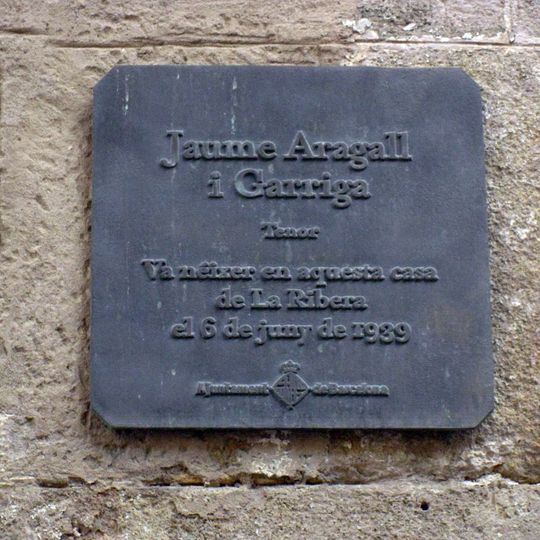 Jaume Aragall
i Garriga
Tenor
Va néixer en aquesta casa
de La Ribera
el 6 de juny de 1939
Ajuntament de Barcelona